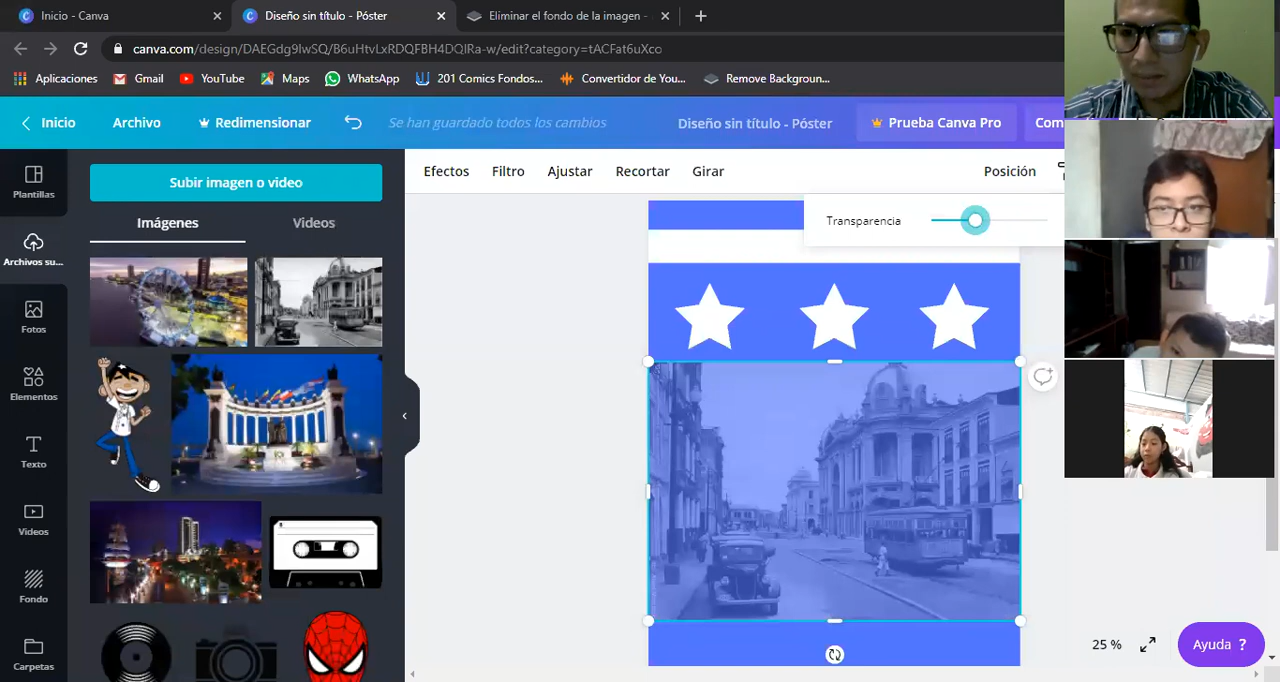 Inicio - Canva
Diseño sin título - Póster
Eliminar el fondo de la imagen -
canva.com/design/DAEGdg9IwSQ/B6uHtvLxRDQFBH4DQIRa-w/edit?category=tACFat6uXco
Aplicaciones
Gmail
YouTube
Maps
WhatsApp
201 Comics Fondos...
Convertidor de You...
Remove Backgroun...
Inicio
Archivo
Redimensionar
Se han guardado todos los cambios
Diseño sin título - Póster
Prueba Canva Pro
Com
Plantillas
Archivos su...
Fotos
Elementos
Texto
Videos
Fondo
Carpetas
Subir imagen o video
Imágenes
Videos
Efectos
Filtro
Ajustar
Recortar
Girar
Posición
Transparencia
25 %
Ayuda ?